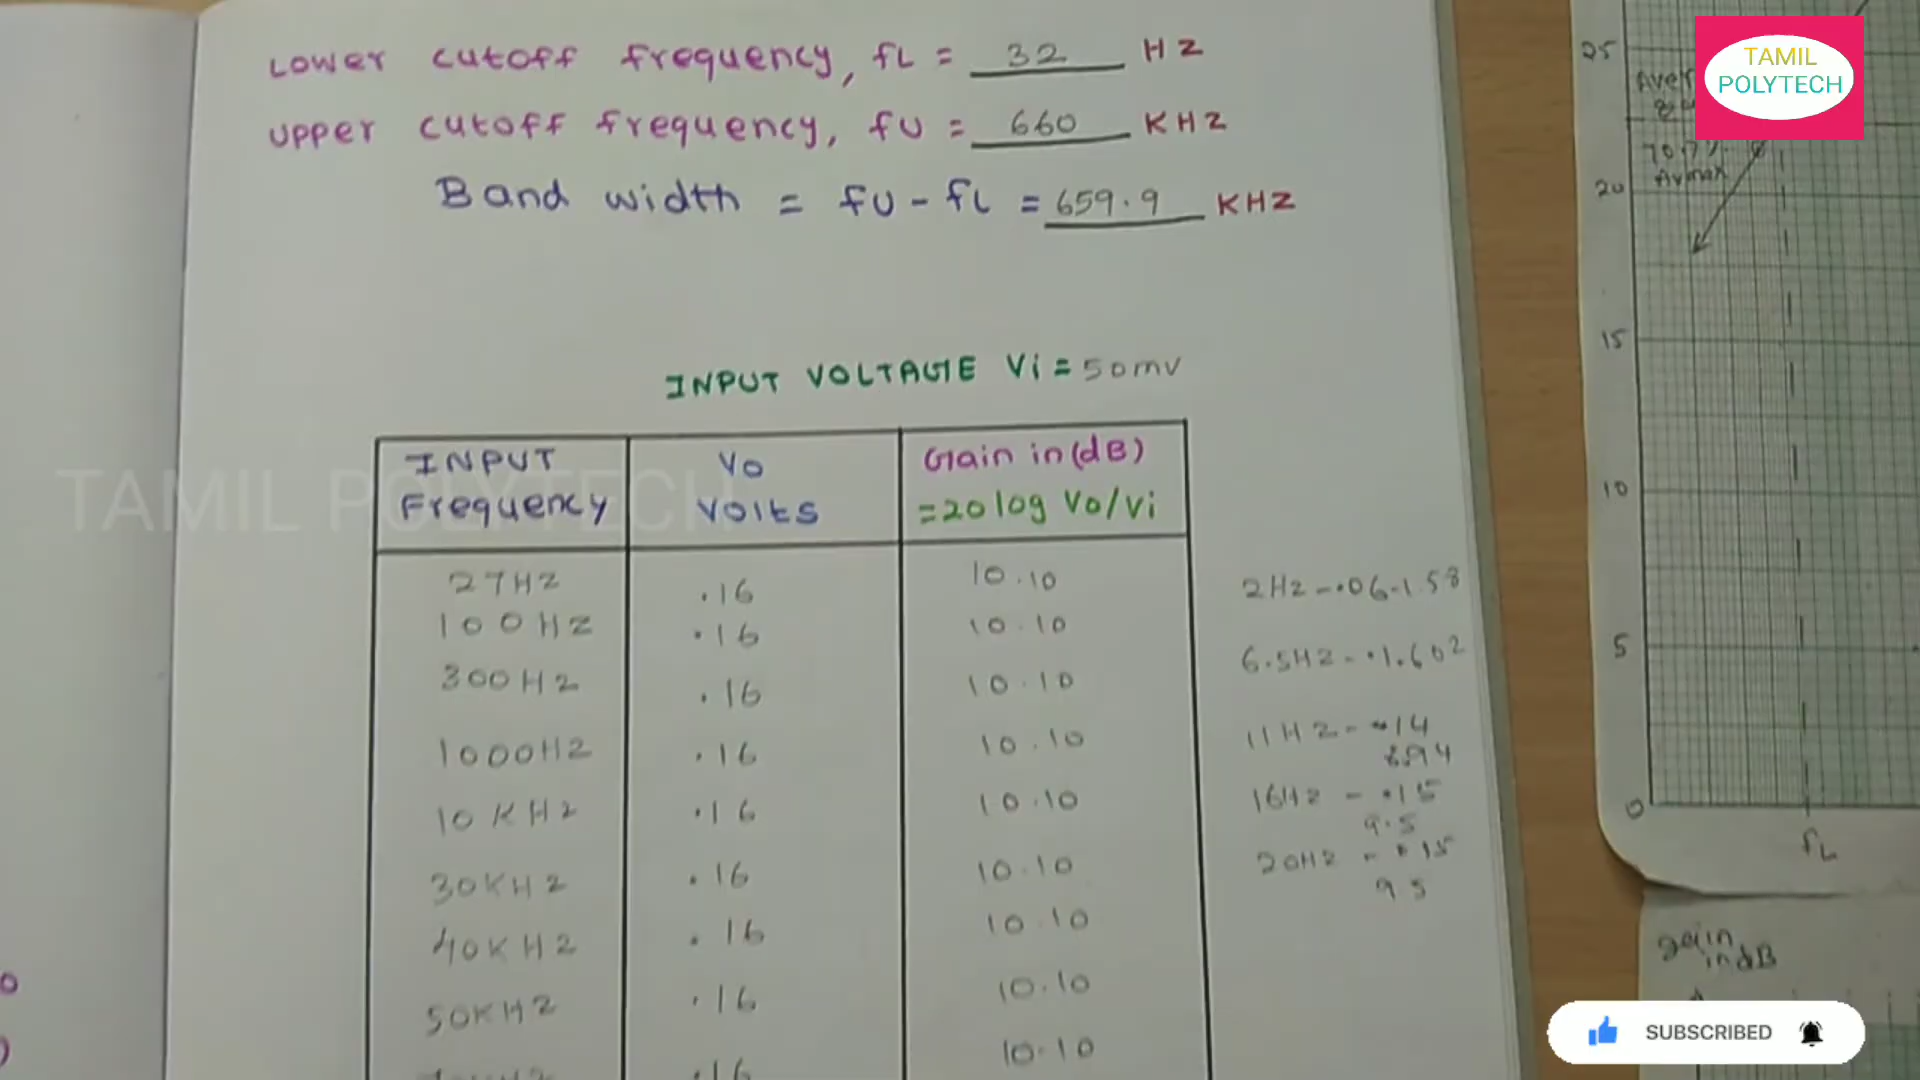 Lower cutoff frequency, fL = 32 HZ
upper cutoff frequency, fU = 660 KHZ
Band width = fU - fL = 659.9 KHZ
INPUT VOLTAGE Vi = 50mv
INPUT Frequency Vo Volts Gain in (dB) = 20 log Vo/Vi
27HZ .16 10.10
100HZ .16 10.10
300HZ .16 10.10
1000HZ .16 10.10
10KHZ .16 10.10
30KHZ .16 10.10
40KHZ .16 10.10
50KHZ .16 10.10
.16 10.10
2HZ - .06 - 1.58
6.5HZ - .1 - 6.02
11HZ - .14
16HZ - .15
9.5
20HZ - .15
9.5
25
20
15
10
5
0
70.7%
Avmax
fL
gain
in dB
TAMIL
POLYTECH
TAMIL POLYTECH
SUBSCRIBED